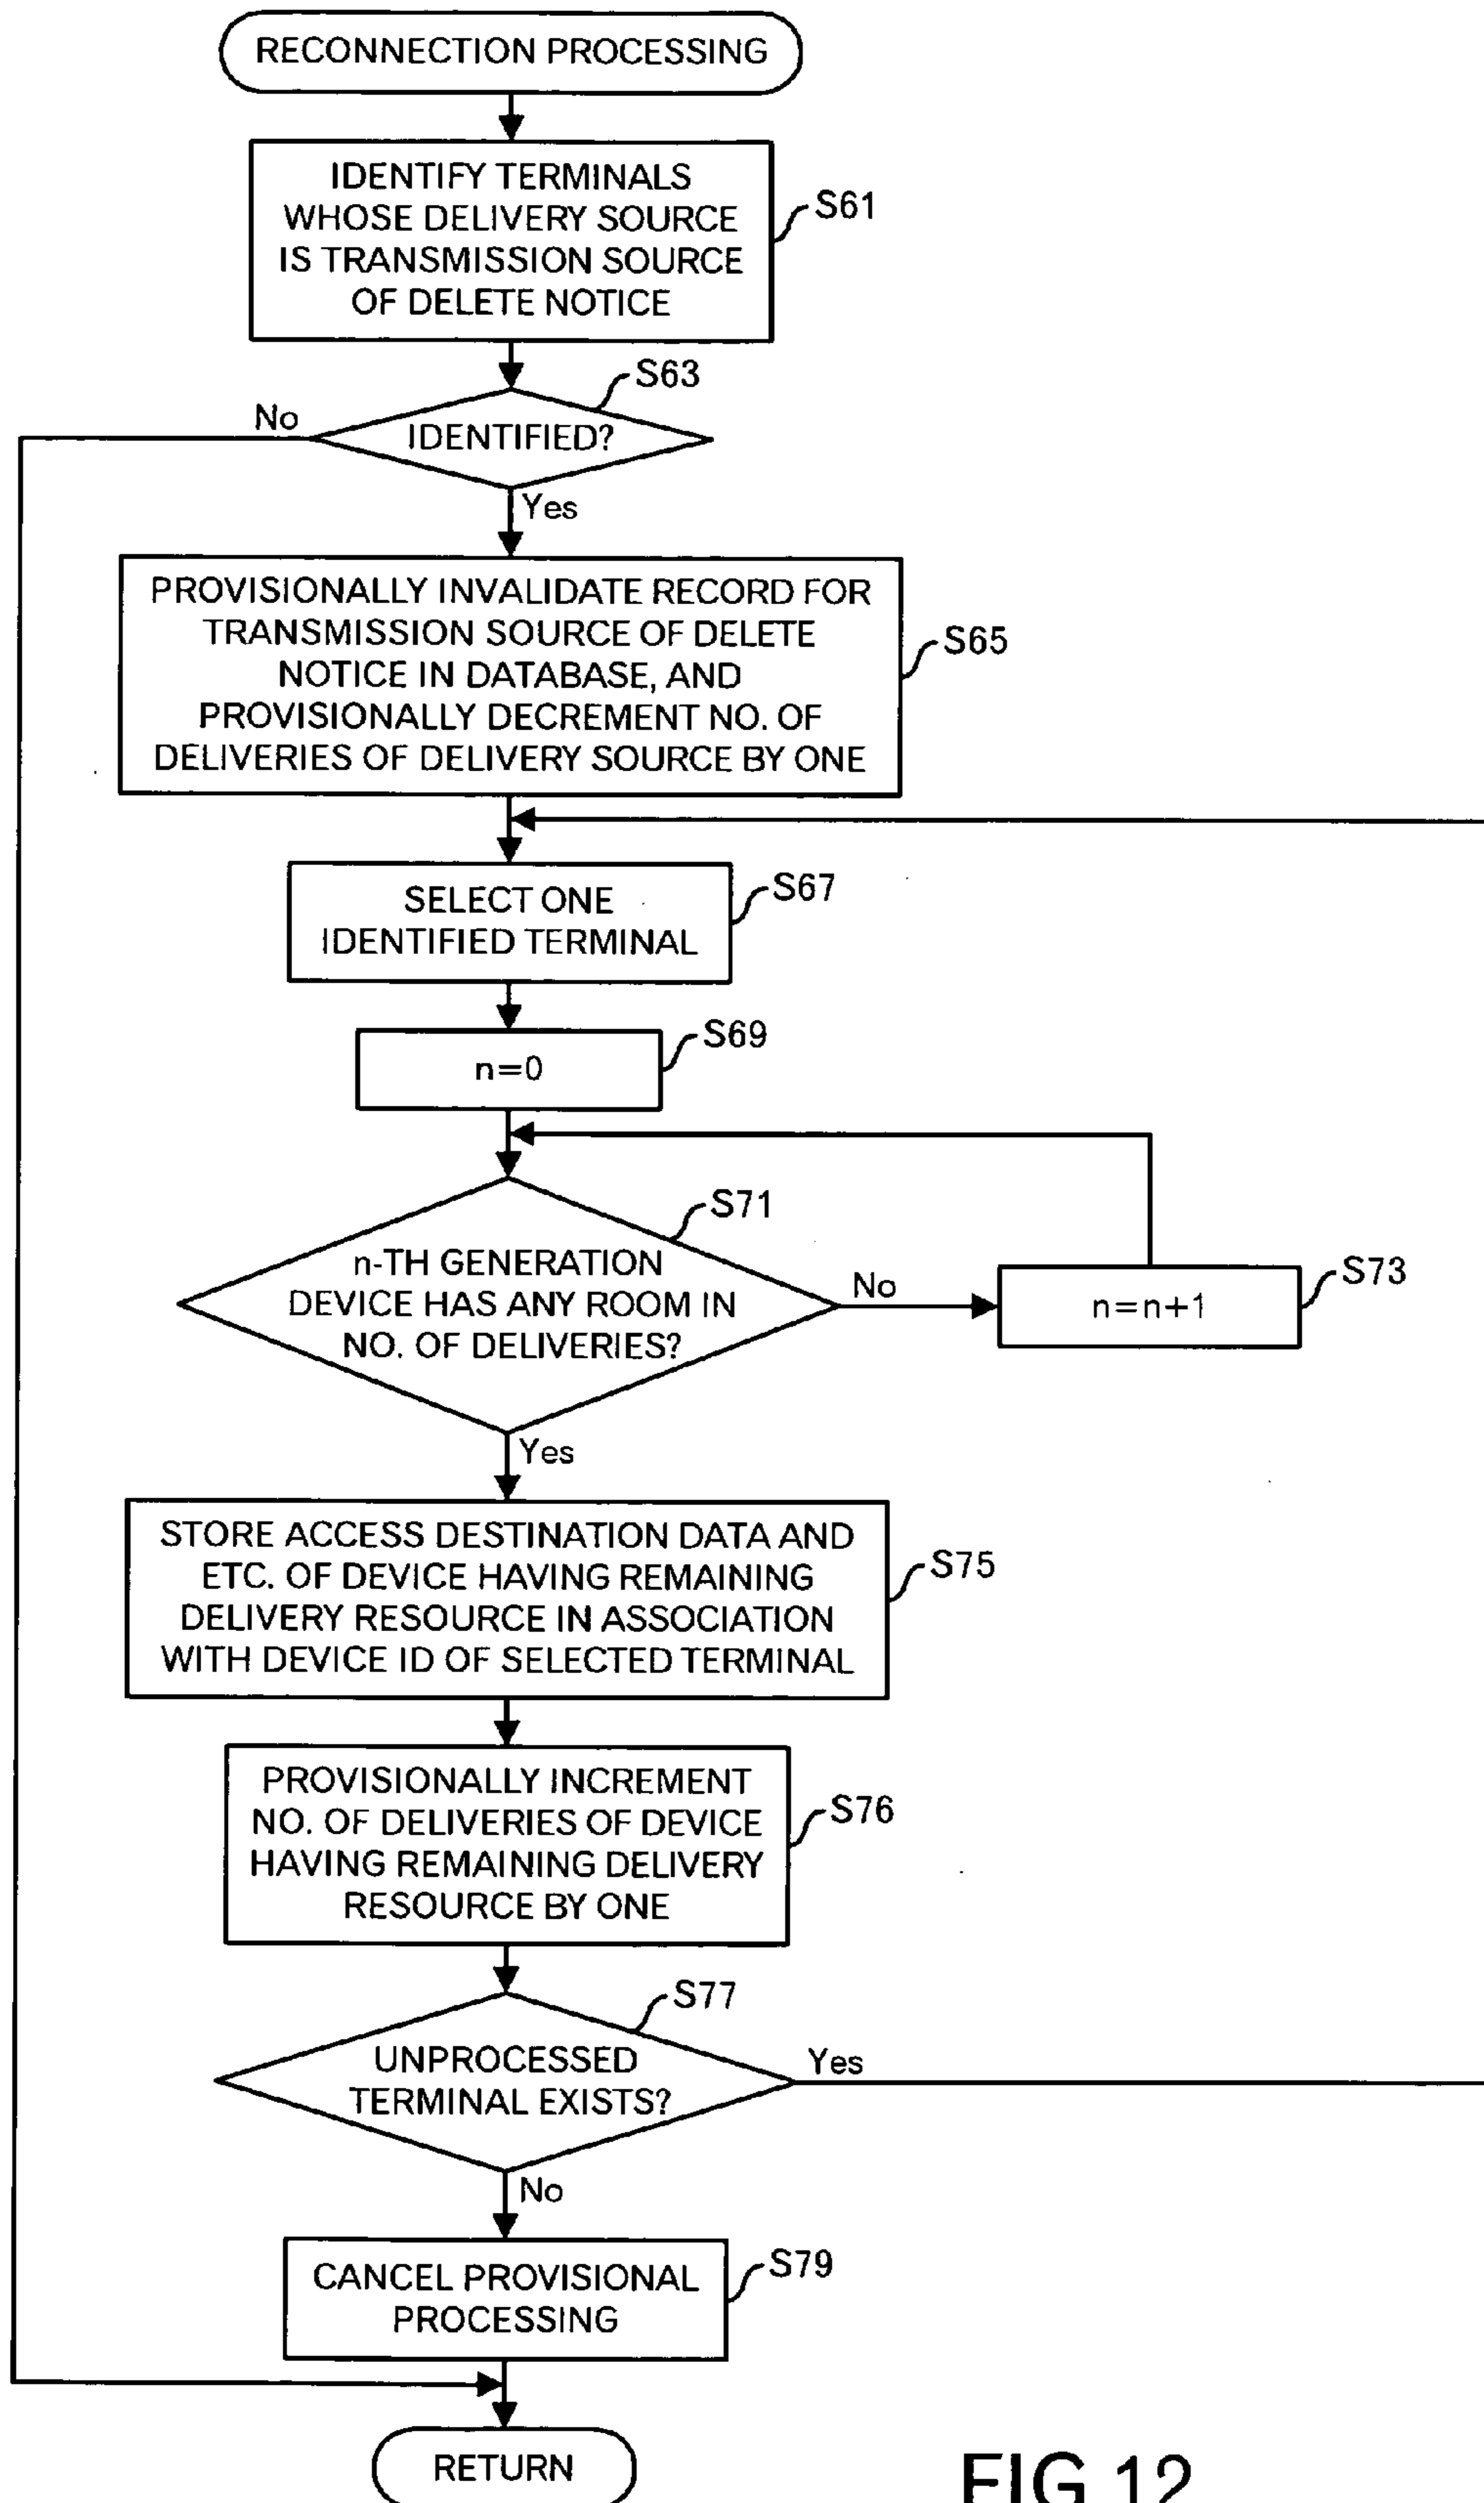 RECONNECTION PROCESSING
IDENTIFY TERMINALS
WHOSE DELIVERY SOURCE
IS TRANSMISSION SOURCE
OF DELETE NOTICE
S61
S63
No
IDENTIFIED?
Yes
PROVISIONALLY INVALIDATE RECORD FOR
TRANSMISSION SOURCE OF DELETE
NOTICE IN DATABASE, AND
PROVISIONALLY DECREMENT NO. OF
DELIVERIES OF DELIVERY SOURCE BY ONE
S65
SELECT ONE
IDENTIFIED TERMINAL
S67
n=0
S69
S71
n-TH GENERATION
DEVICE HAS ANY ROOM IN
NO. OF DELIVERIES?
No
n=n+1
S73
Yes
STORE ACCESS DESTINATION DATA AND
ETC. OF DEVICE HAVING REMAINING
DELIVERY RESOURCE IN ASSOCIATION
WITH DEVICE ID OF SELECTED TERMINAL
S75
PROVISIONALLY INCREMENT
NO. OF DELIVERIES OF DEVICE
HAVING REMAINING DELIVERY
RESOURCE BY ONE
S76
S77
UNPROCESSED
TERMINAL EXISTS?
Yes
No
CANCEL PROVISIONAL
PROCESSING
S79
RETURN
FIG.12